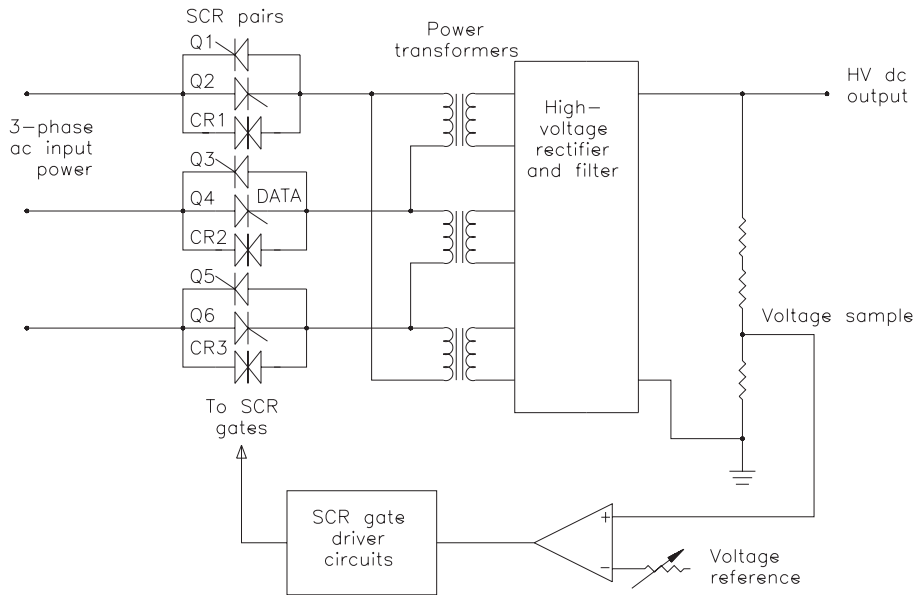 SCR pairs
Q1
Q2
CR1
Q3
Q4
DATA
CR2
Q5
Q6
CR3
3-phase
ac input
power
To SCR
gates
Power
transformers
High-
voltage
rectifier
and filter
HV dc
output
Voltage sample
SCR gate
driver
circuits
+
−
Voltage
reference